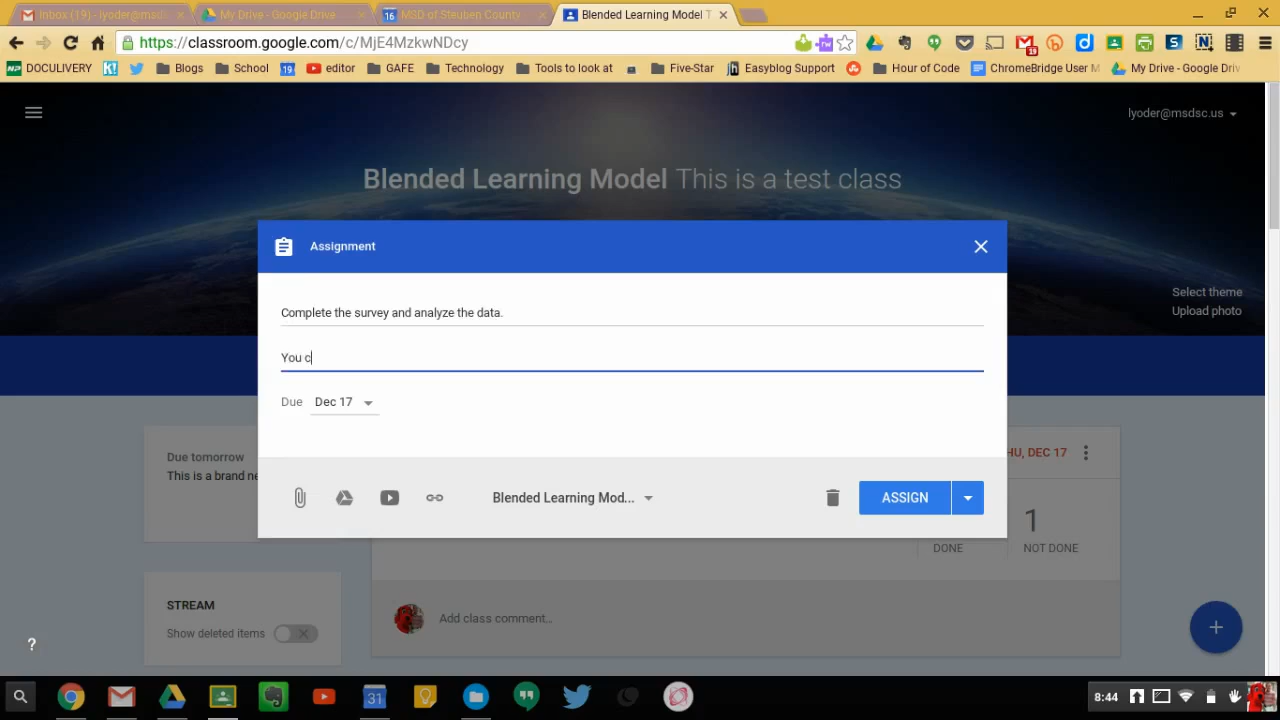 Inbox (19) - lyoder@msd
My Drive - Google Drive
MSD of Steuben County
Blended Learning Model T
https://classroom.google.com/c/MjE4MzkwNDcy
19
DOCULIVERY
Blogs
School
19
editor
GAFE
Technology
Tools to look at
Five-Star
Easyblog Support
Hour of Code
ChromeBridge User M
My Drive - Google Driv
lyoder@msdsc.us
Blended Learning Model This is a test class
Assignment
Complete the survey and analyze the data.
You c
Due Dec 17
Select theme
Upload photo
Due tomorrow
This is a brand ne
HU, DEC 17
Blended Learning Mod...
ASSIGN
1
DONE
NOT DONE
STREAM
Show deleted items
Add class comment...
?
31
8:44